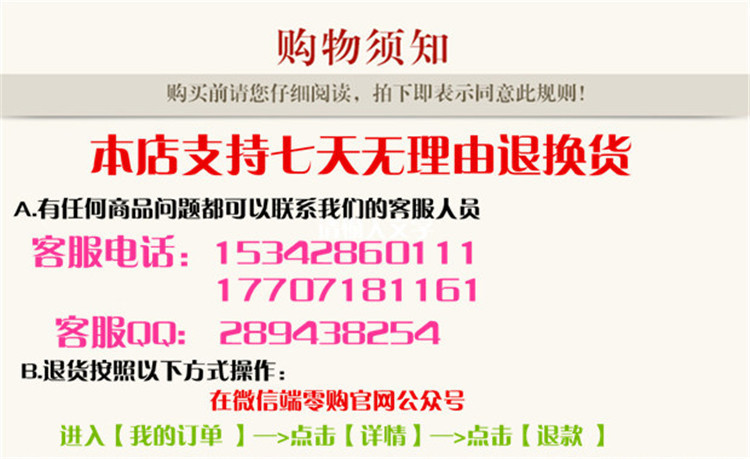 购物须知
购买前请您仔细阅读，拍下即表示同意此规则!
本店支持七天无理由退换货
A.有任何商品问题都可以联系我们的客服人员
客服电话：15342860111
17707181161
客服QQ: 289438254
B.退货按照以下方式操作：
在微信端零购官网公众号
进入【我的订单 】—>点击【详情】—>点击【退款 】